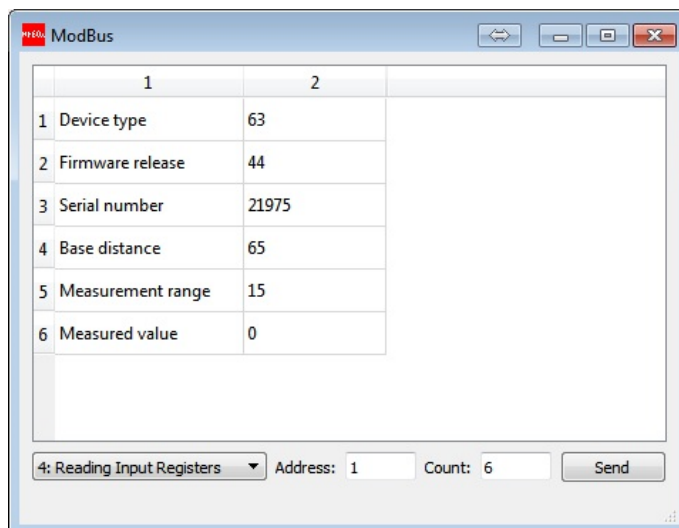 ModBus
1 2
1 Device type 63
2 Firmware release 44
3 Serial number 21975
4 Base distance 65
5 Measurement range 15
6 Measured value 0
4: Reading Input Registers Address: 1 Count: 6 Send